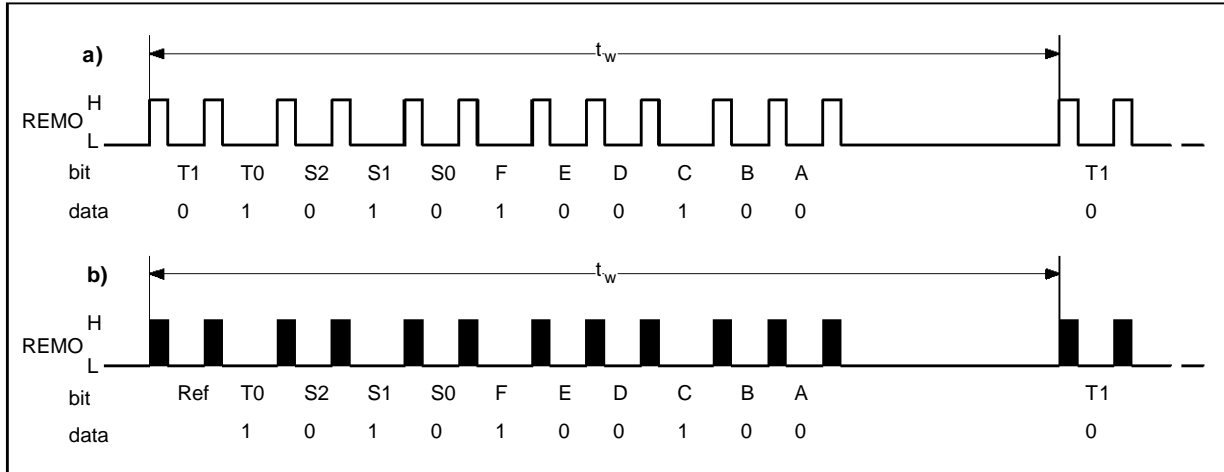 a) t w
H
REMO
L
bit T1 T0 S2 S1 S0 F E D C B A T1
data 0 1 0 1 0 1 0 0 1 0 0 0
b) t w
H
REMO
L
bit Ref T0 S2 S1 S0 F E D C B A T1
data 1 0 1 0 1 0 0 1 0 0 0